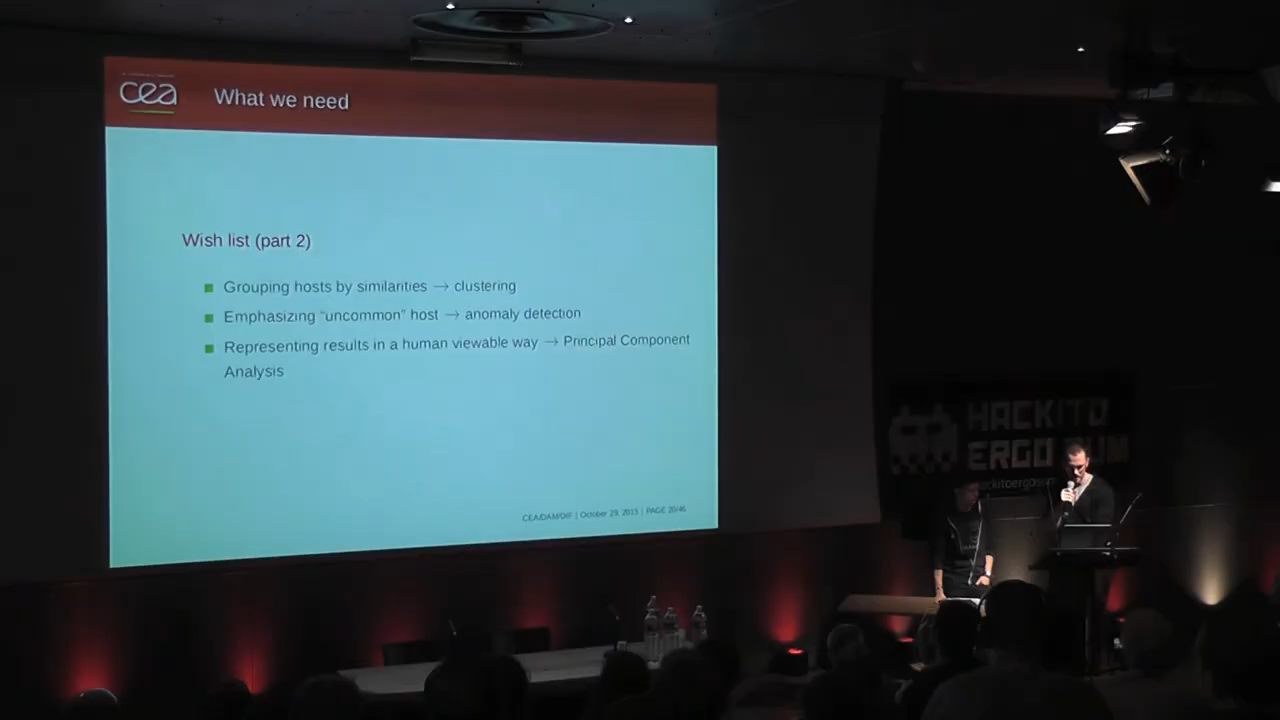 cea
What we need
Wish list (part 2)
Grouping hosts by similarities → clustering
Emphasizing “uncommon” host → anomaly detection
Representing results in a human viewable way → Principal Component
Analysis
CEA/DAM/DIF | October 29, 2015 | PAGE 20/46
HACKITO
ERGO UM
hackitoergosum